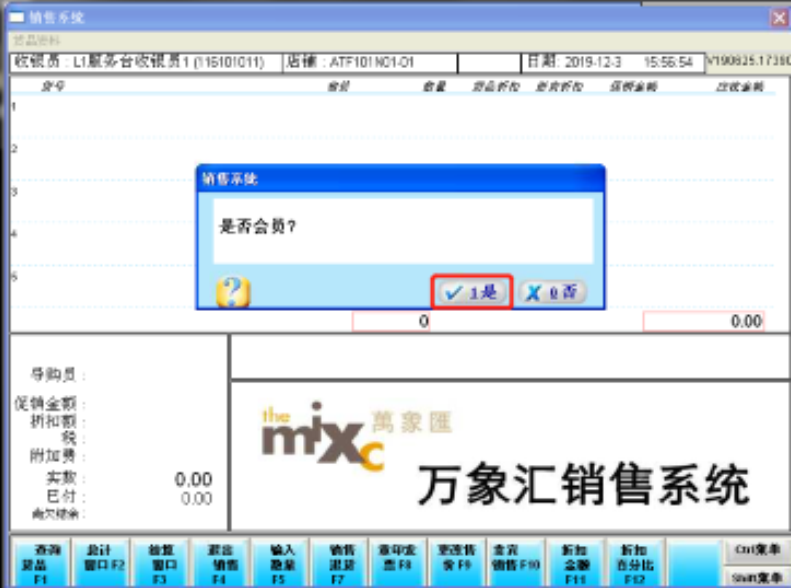 销售系统
货品资料
收银员：L1服务台收银员1 (116101011) 店铺：ATF101N01-01 日期: 2019-12-3 15:56:54 V190625.17390
货号 售价 数量 货品折扣 整卖折扣 促销金额 应收金额
1
2
3
4
5
销售系统
是否会员?
1是 0否
0 0.00
导购员：
促销金额：
折扣额：
税：
附加费：
实数： 0.00
已付： 0.00
the mixc 萬象匯
万象汇销售系统
查询货品 F1
总计窗口 F2
结算窗口 F3
退出销售 F4
输入数量 F5
销售退货 F7
重印发票 F8
更改售价 F9
查完销售 F10
折扣金额 F11
折扣百分比 F12
Ctrl菜单
Shift菜单